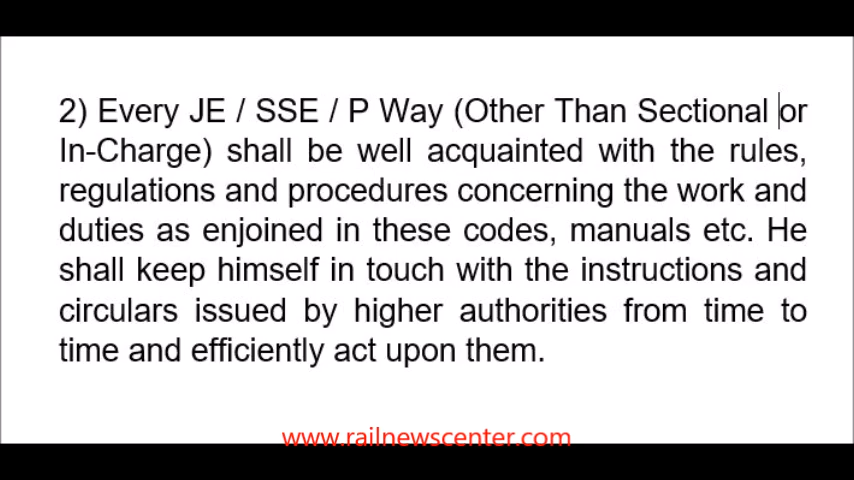 2) Every JE / SSE / P Way (Other Than Sectional or
In-Charge) shall be well acquainted with the rules,
regulations and procedures concerning the work and
duties as enjoined in these codes, manuals etc. He
shall keep himself in touch with the instructions and
circulars issued by higher authorities from time to
time and efficiently act upon them.
www.railnewscenter.com